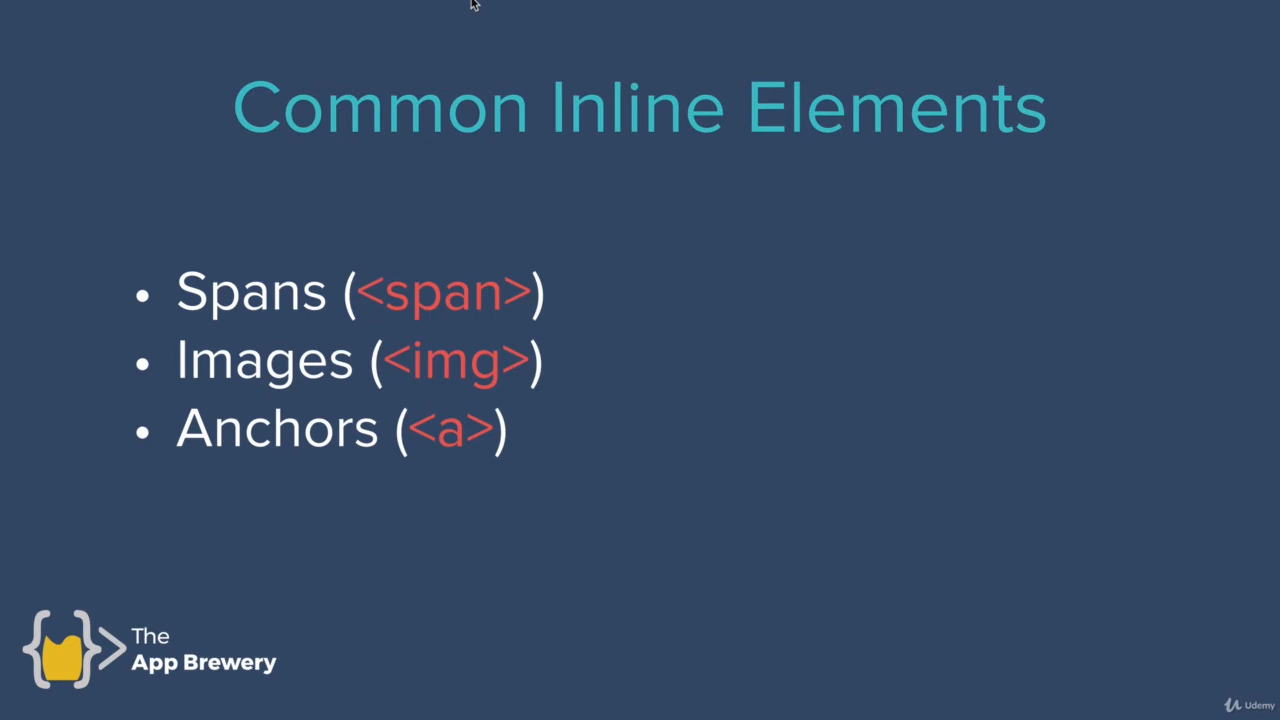 Common Inline Elements
• Spans (<span>)
• Images (<img>)
• Anchors (<a>)
The
App Brewery
Udemy